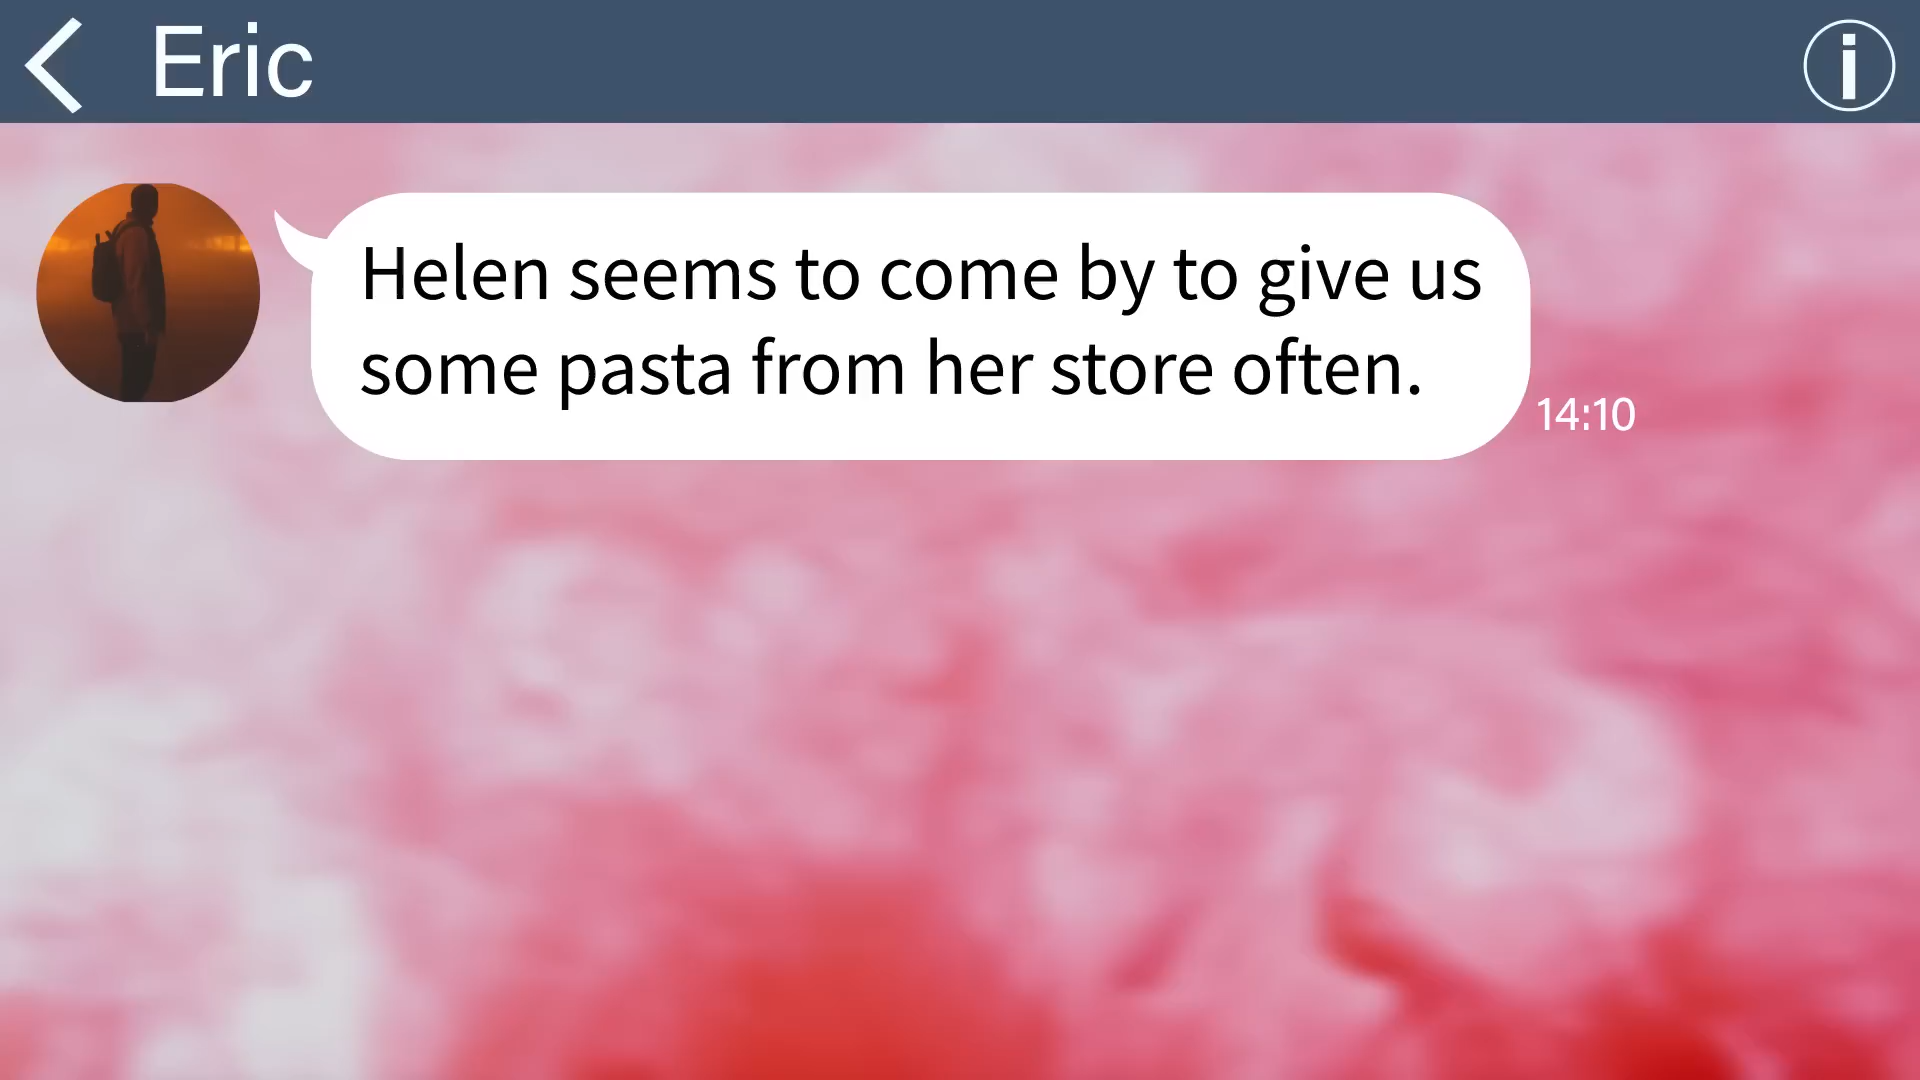 Eric
Helen seems to come by to give us
some pasta from her store often.
14:10